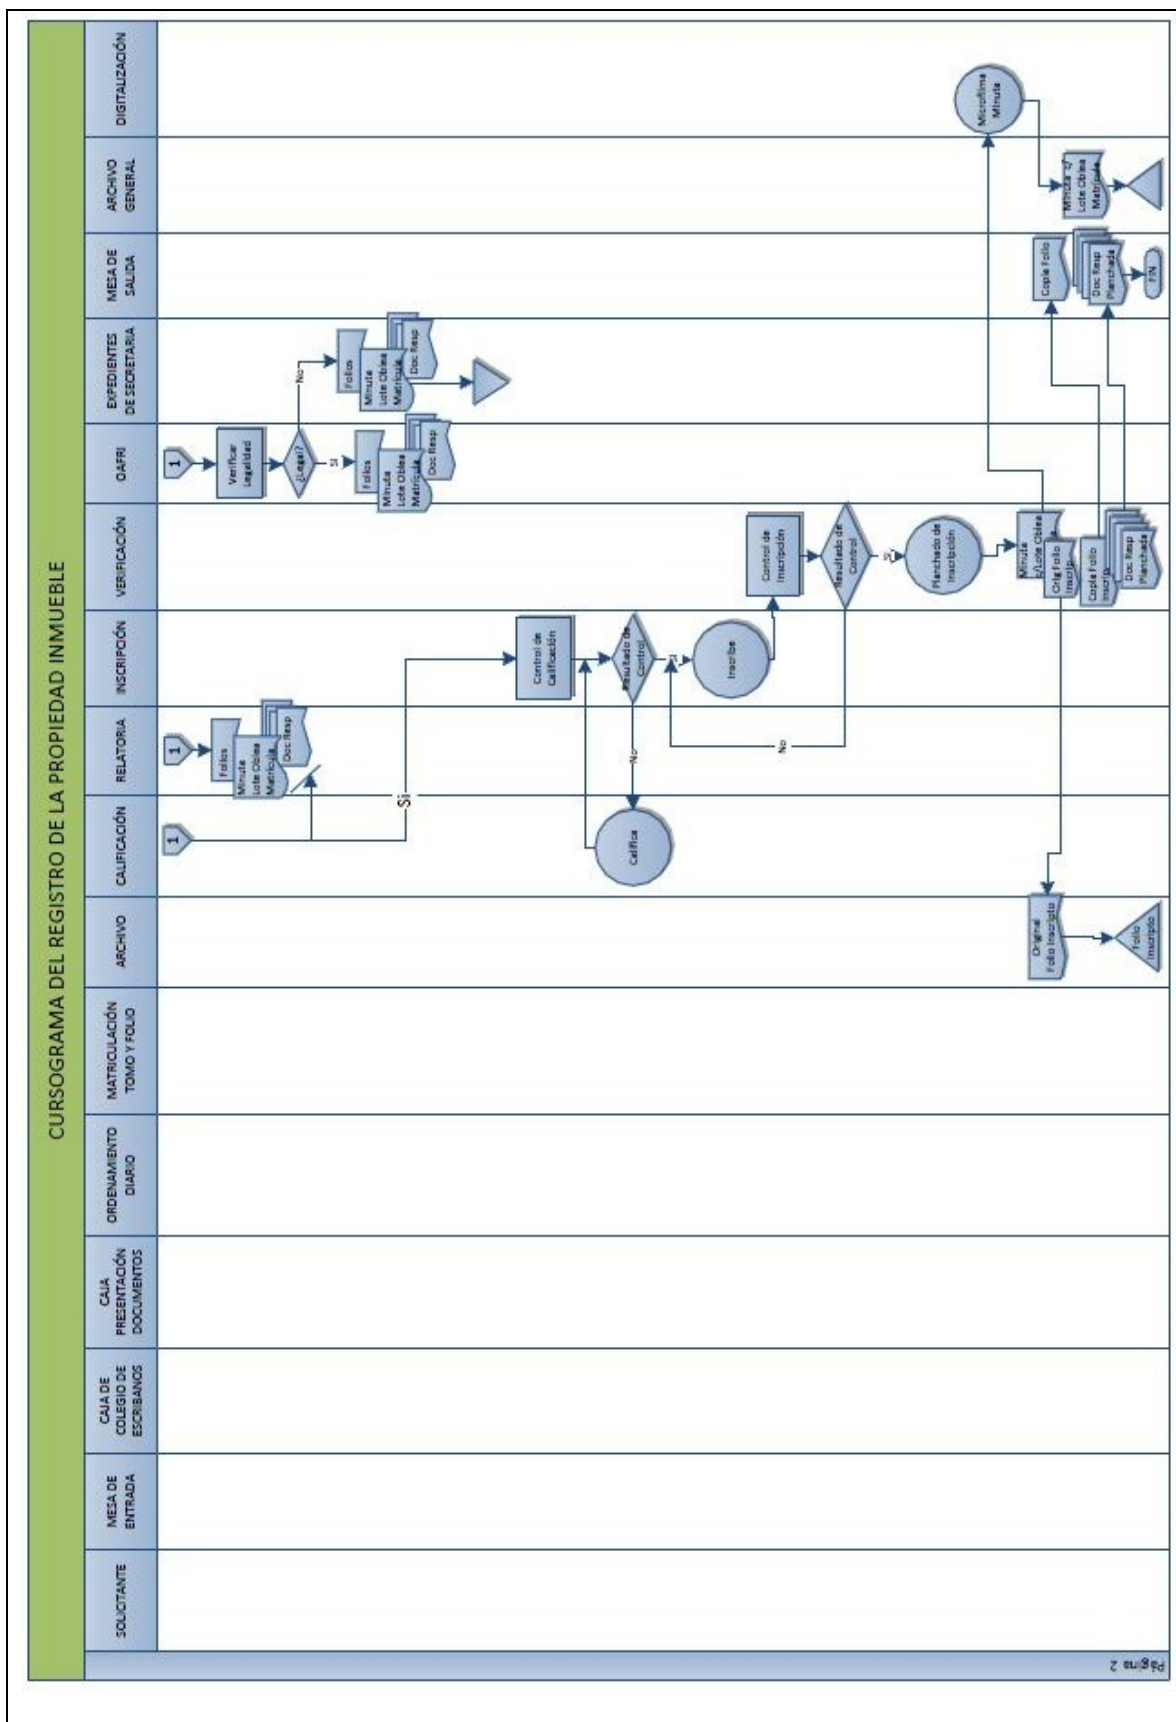 CURSOGRAMA DEL REGISTRO DE LA PROPIEDAD INMUEBLE
SOLICITANTE
MESA DE
ENTRADA
CAJA DE
COLEGIO DE
ESCRIBANOS
CAJA
PRESENTACIÓN
DOCUMENTOS
ORDENAMIENTO
DIARIO
MATRICULACIÓN
TOMO Y FOLIO
ARCHIVO
CALIFICACIÓN
RELATORIA
INSCRIPCIÓN
VERIFICACIÓN
OAFRI
EXPEDIENTES
DE SECRETARIA
MESA DE
SALIDA
ARCHIVO
GENERAL
DIGITALIZACIÓN
Página 2
1
1
1
Folios
Minuta
Lote Oblea
Matrícula
Doc Resp
Verificar
Legalidad
¿Legal?
No
Si
Folios
Minuta
Lote Oblea
Matrícula
Doc Resp
Folios
Minuta
Lote Oblea
Matrícula
Doc Resp
Si
Control de
Calificación
Resultado de
Control
No
Si
Califica
Inscribe
Control de
Inscripción
Resultado de
Control
No
Si
Planchado de
Inscripción
Minuta
c/Lote Oblea
Orig Folio
Inscrip
Copia Folio
Inscrip
Doc Resp
Planchada
Original
Folio Inscripto
Folio
Inscripto
Copia Folio
Doc Resp
Planchada
FIN
Microfilma
Minuta
Minuta c/
Lote Oblea
Matrícula